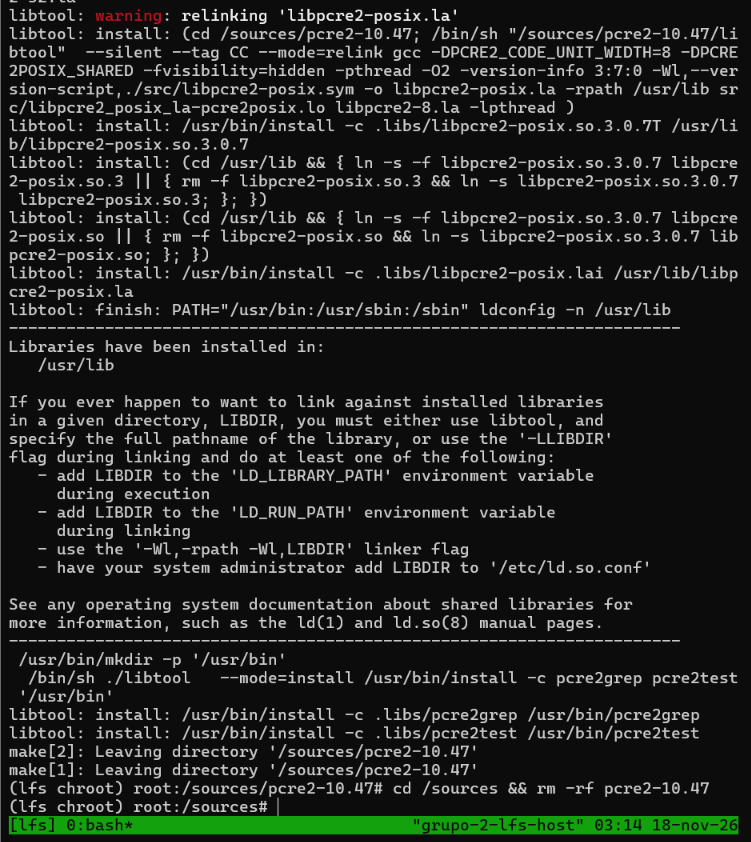 libtool: warning: relinking 'libpcre2-posix.la'
libtool: install: (cd /sources/pcre2-10.47; /bin/sh "/sources/pcre2-10.47/li
btool"  --silent --tag CC --mode=relink gcc -DPCRE2_CODE_UNIT_WIDTH=8 -DPCRE
2POSIX_SHARED -fvisibility=hidden -pthread -O2 -version-info 3:7:0 -Wl,--ver
sion-script,./src/libpcre2-posix.sym -o libpcre2-posix.la -rpath /usr/lib sr
c/libpcre2_posix_la-pcre2posix.lo libpcre2-8.la -lpthread )
libtool: install: /usr/bin/install -c .libs/libpcre2-posix.so.3.0.7T /usr/li
b/libpcre2-posix.so.3.0.7
libtool: install: (cd /usr/lib && { ln -s -f libpcre2-posix.so.3.0.7 libpcre
2-posix.so.3 || { rm -f libpcre2-posix.so.3 && ln -s libpcre2-posix.so.3.0.7
 libpcre2-posix.so.3; }; })
libtool: install: (cd /usr/lib && { ln -s -f libpcre2-posix.so.3.0.7 libpcre
2-posix.so || { rm -f libpcre2-posix.so && ln -s libpcre2-posix.so.3.0.7 lib
pcre2-posix.so; }; })
libtool: install: /usr/bin/install -c .libs/libpcre2-posix.lai /usr/lib/libp
cre2-posix.la
libtool: finish: PATH="/usr/bin:/usr/sbin:/sbin" ldconfig -n /usr/lib
----------------------------------------------------------------------
Libraries have been installed in:
   /usr/lib

If you ever happen to want to link against installed libraries
in a given directory, LIBDIR, you must either use libtool, and
specify the full pathname of the library, or use the '-LLIBDIR'
flag during linking and do at least one of the following:
   - add LIBDIR to the 'LD_LIBRARY_PATH' environment variable
     during execution
   - add LIBDIR to the 'LD_RUN_PATH' environment variable
     during linking
   - use the '-Wl,-rpath -Wl,LIBDIR' linker flag
   - have your system administrator add LIBDIR to '/etc/ld.so.conf'

See any operating system documentation about shared libraries for
more information, such as the ld(1) and ld.so(8) manual pages.
----------------------------------------------------------------------
 /usr/bin/mkdir -p '/usr/bin'
  /bin/sh ./libtool   --mode=install /usr/bin/install -c pcre2grep pcre2test
 '/usr/bin'
libtool: install: /usr/bin/install -c .libs/pcre2grep /usr/bin/pcre2grep
libtool: install: /usr/bin/install -c .libs/pcre2test /usr/bin/pcre2test
make[2]: Leaving directory '/sources/pcre2-10.47'
make[1]: Leaving directory '/sources/pcre2-10.47'
(lfs chroot) root:/sources/pcre2-10.47# cd /sources && rm -rf pcre2-10.47
(lfs chroot) root:/sources#
[lfs] 0:bash* "grupo-2-lfs-host" 03:14 18-nov-26